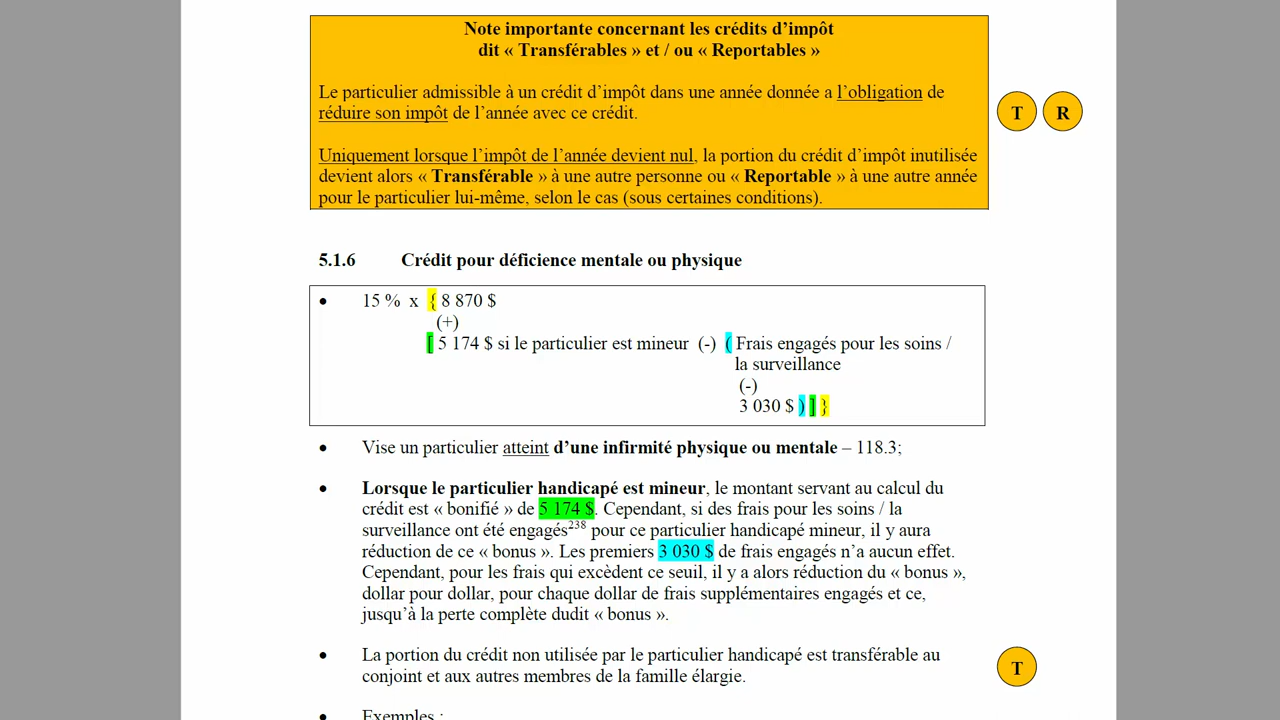 Note importante concernant les crédits d’impôt
dit « Transférables » et / ou « Reportables »
Le particulier admissible à un crédit d’impôt dans une année donnée a l’obligation de
réduire son impôt de l’année avec ce crédit.
T R
Uniquement lorsque l’impôt de l’année devient nul, la portion du crédit d’impôt inutilisée
devient alors « Transférable » à une autre personne ou « Reportable » à une autre année
pour le particulier lui-même, selon le cas (sous certaines conditions).
5.1.6 Crédit pour déficience mentale ou physique
• 15 % x { 8 870 $
(+)
[ 5 174 $ si le particulier est mineur (-) ( Frais engagés pour les soins /
la surveillance
(-)
3 030 $ ) ] }
• Vise un particulier atteint d’une infirmité physique ou mentale – 118.3;
• Lorsque le particulier handicapé est mineur, le montant servant au calcul du
crédit est « bonifié » de 5 174 $. Cependant, si des frais pour les soins / la
surveillance ont été engagés238 pour ce particulier handicapé mineur, il y aura
réduction de ce « bonus ». Les premiers 3 030 $ de frais engagés n’a aucun effet.
Cependant, pour les frais qui excèdent ce seuil, il y a alors réduction du « bonus »,
dollar pour dollar, pour chaque dollar de frais supplémentaires engagés et ce,
jusqu’à la perte complète dudit « bonus ».
• La portion du crédit non utilisée par le particulier handicapé est transférable au
conjoint et aux autres membres de la famille élargie.
T
• Exemples :